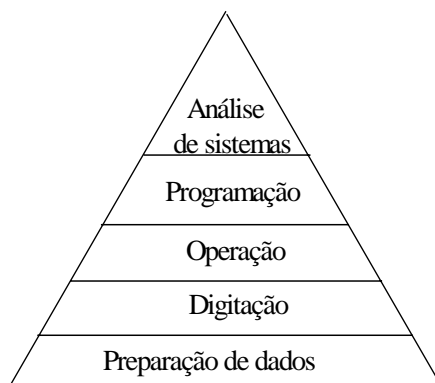 Análise
de sistemas
Programação
Operação
Digitação
Preparação de dados